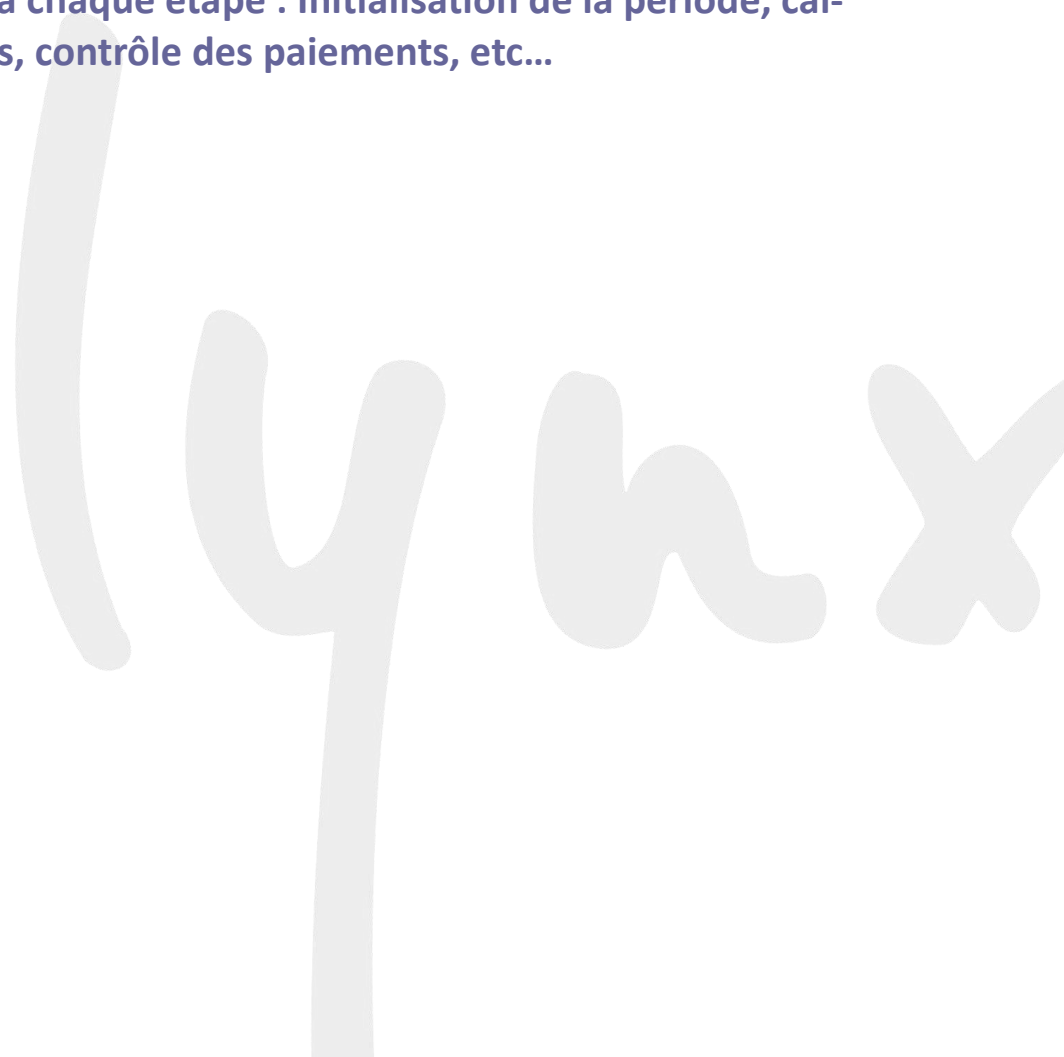 à chaque étape : Initialisation de la période, cal-
s, contrôle des paiements, etc...
lynx